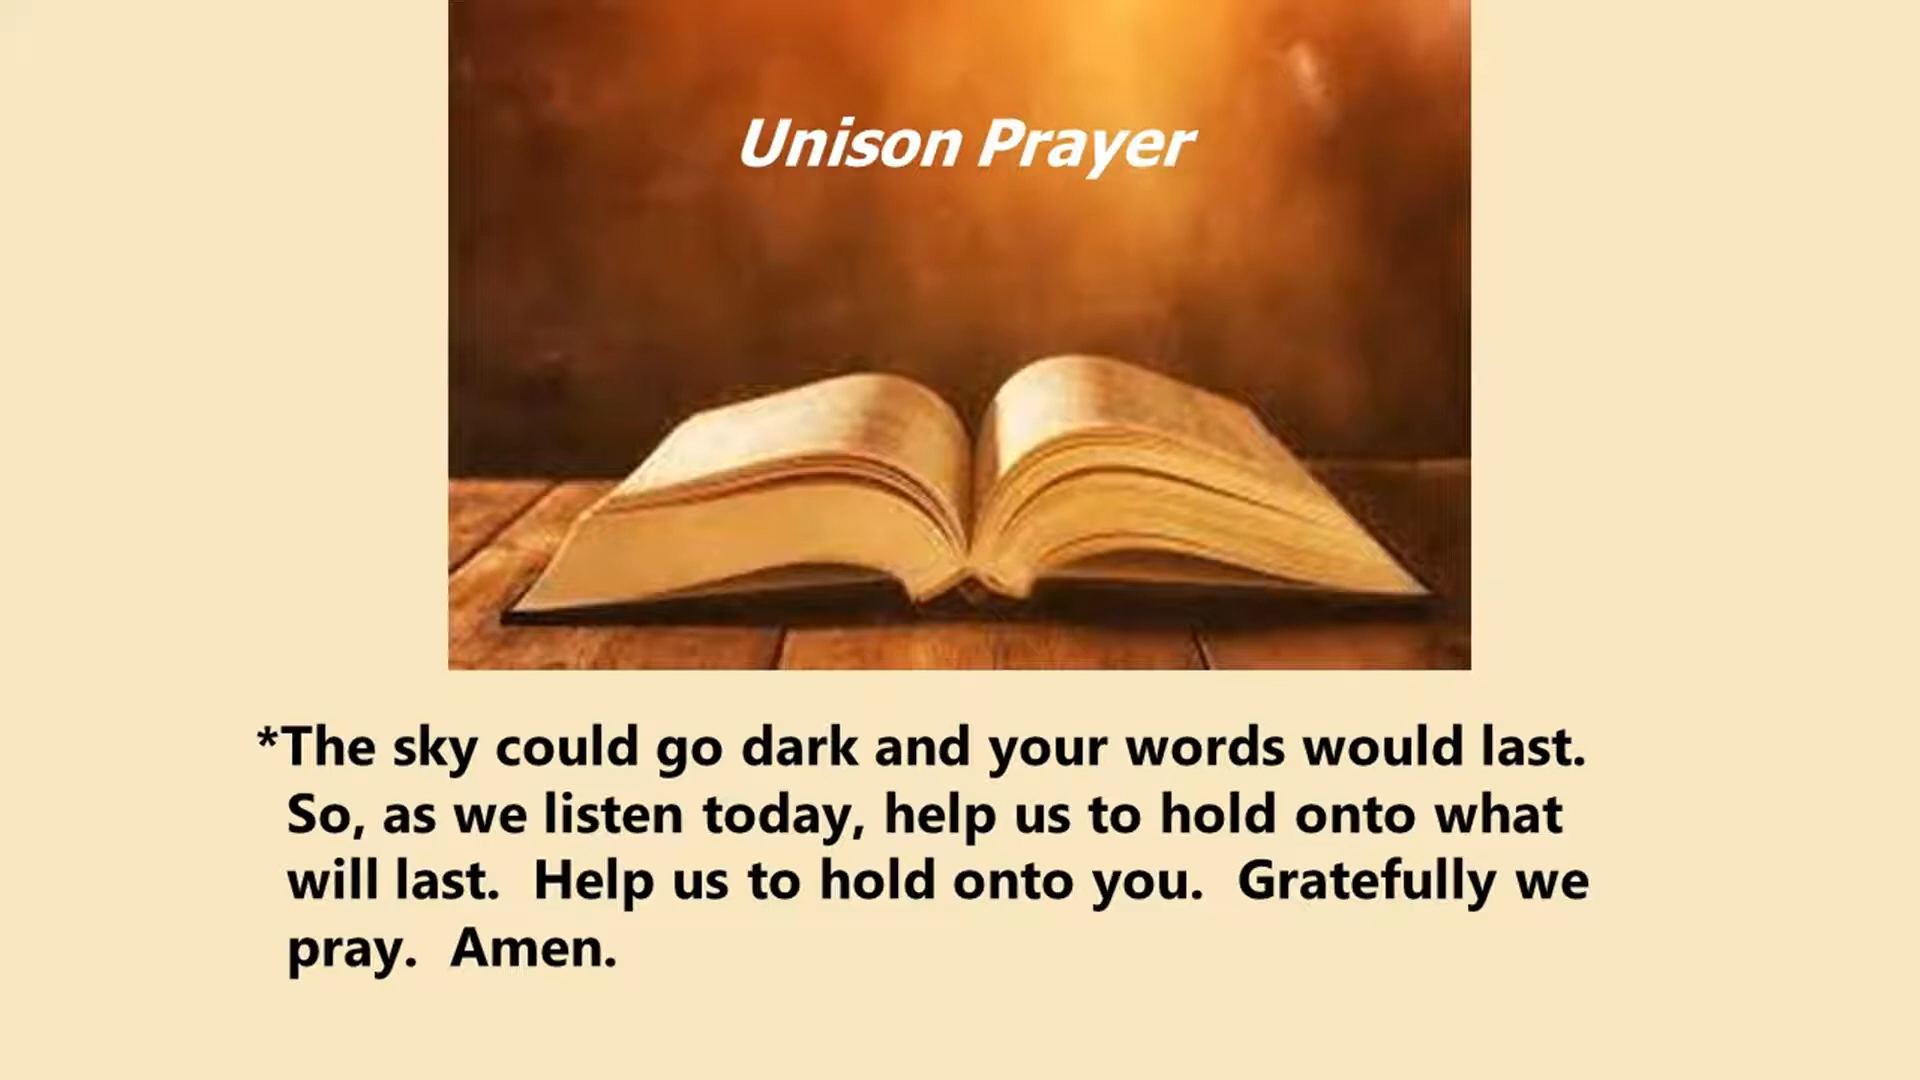 Unison Prayer
*The sky could go dark and your words would last.
So, as we listen today, help us to hold onto what
will last.  Help us to hold onto you.  Gratefully we
pray.  Amen.